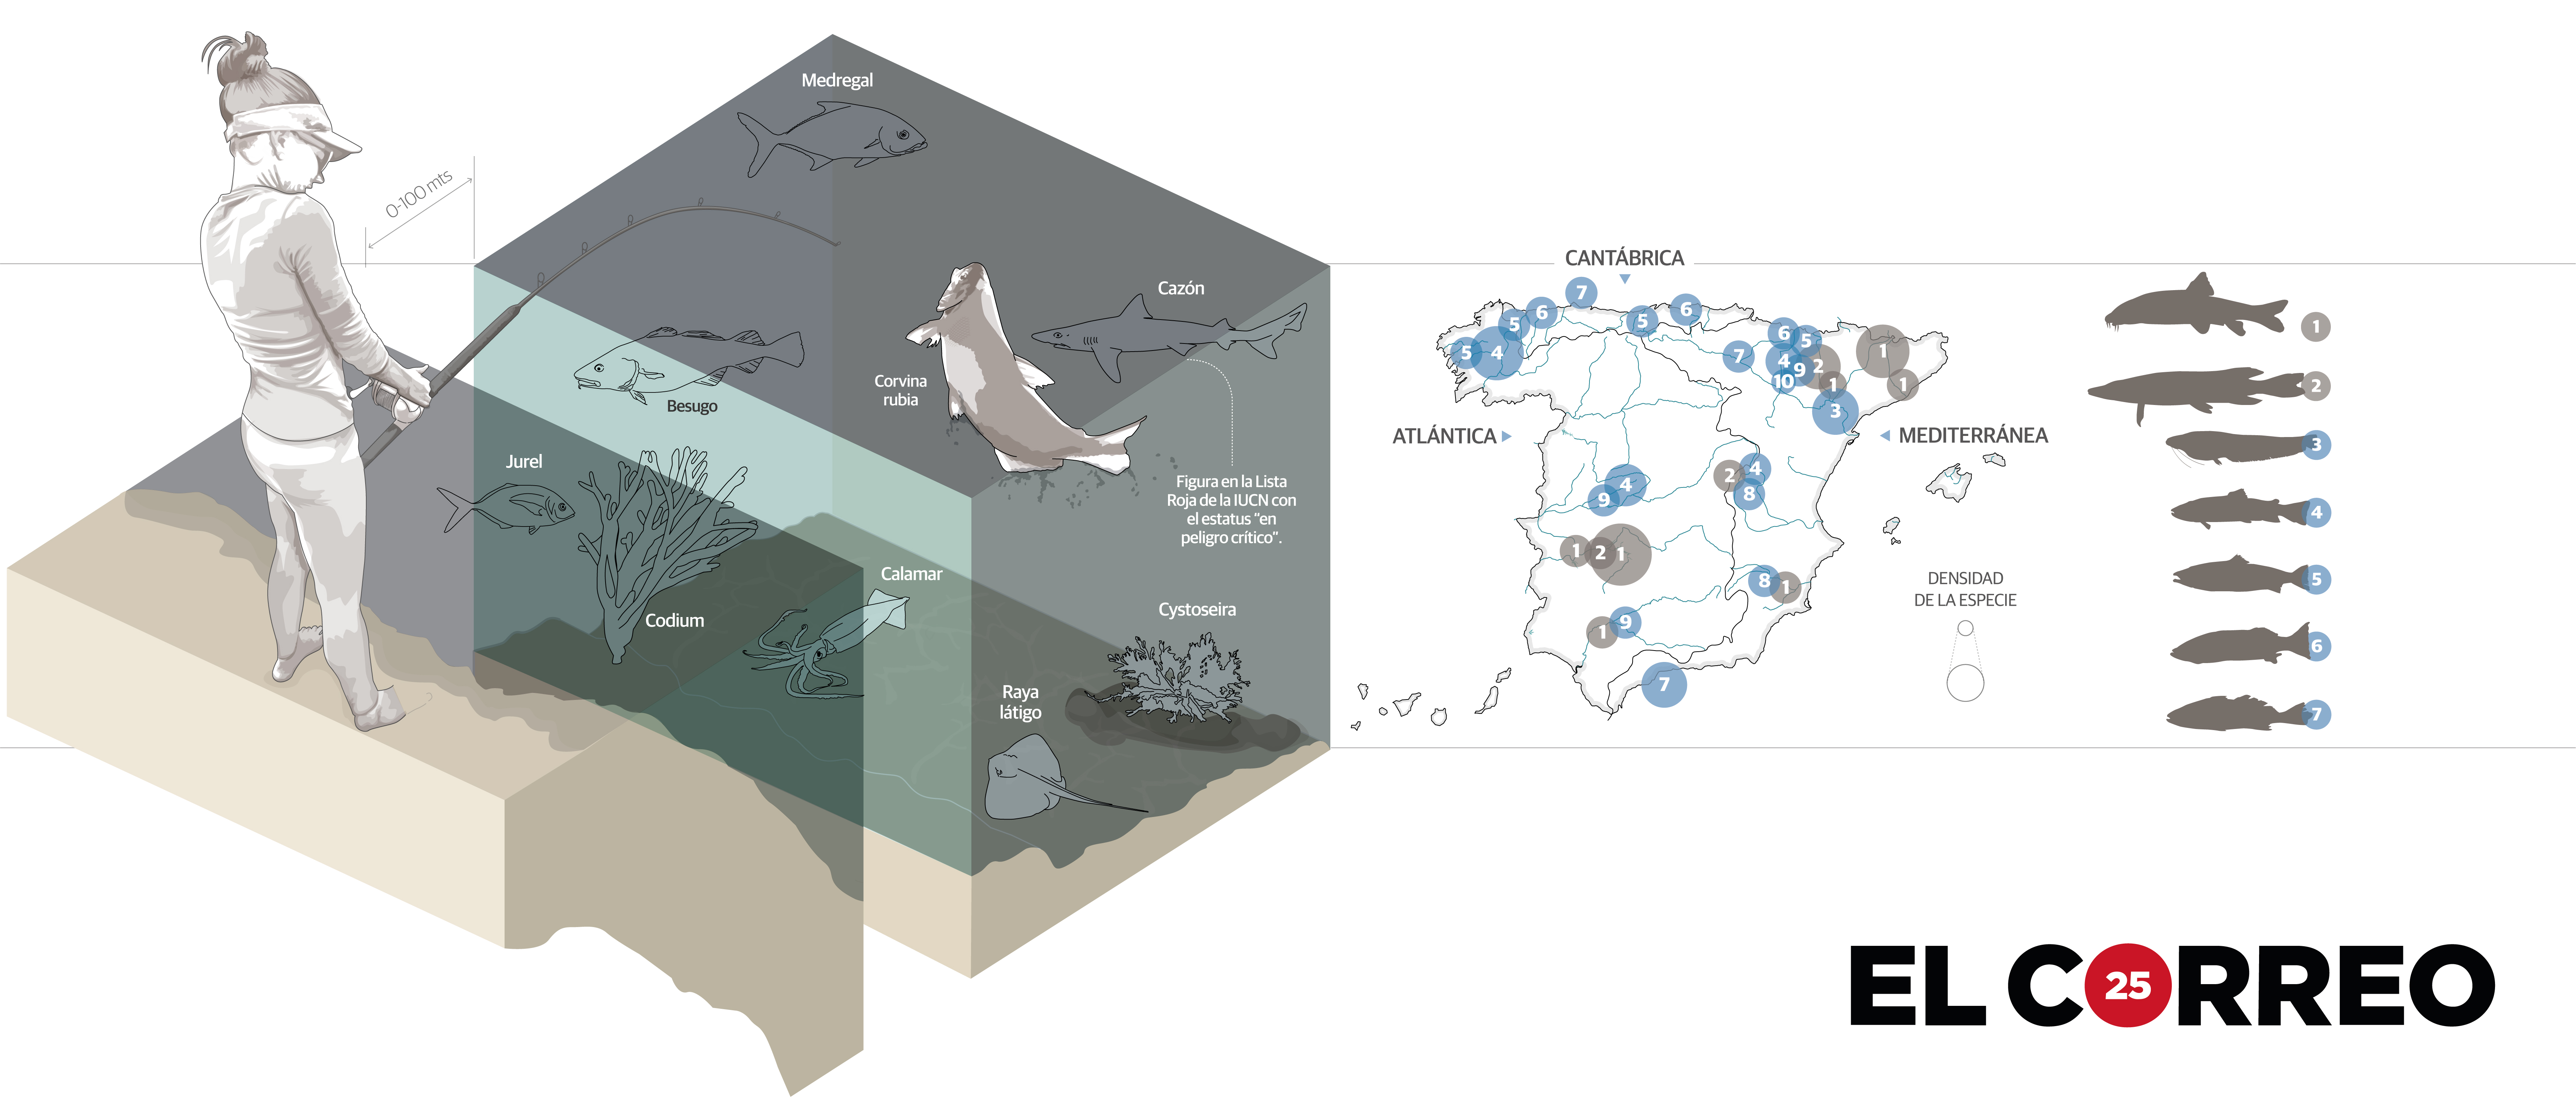 Medregal
0-100 mts
Cazón
Corvina
rubia
Besugo
Jurel
Figura en la Lista
Roja de la IUCN con
el estatus “en
peligro crítico”.
Calamar
Codium
Cystoseira
Raya
látigo
CANTÁBRICA
ATLÁNTICA
MEDITERRÁNEA
7
6
6
5
5
5
4
6
5
7
4
9
2
10
1
1
1
3
4
9
2
4
8
1
2
1
8
1
1
9
7
DENSIDAD
DE LA ESPECIE
1
2
3
4
5
6
7
EL CORREO
25